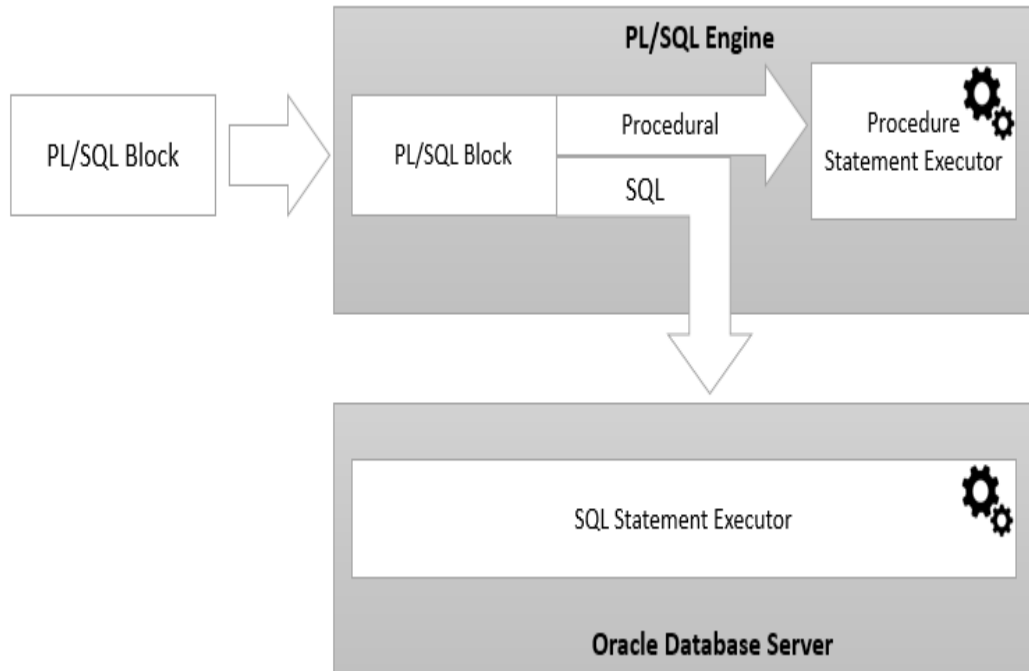 PL/SQL Engine
PL/SQL Block
PL/SQL Block
Procedural
SQL
Procedure
Statement Executor
SQL Statement Executor
Oracle Database Server